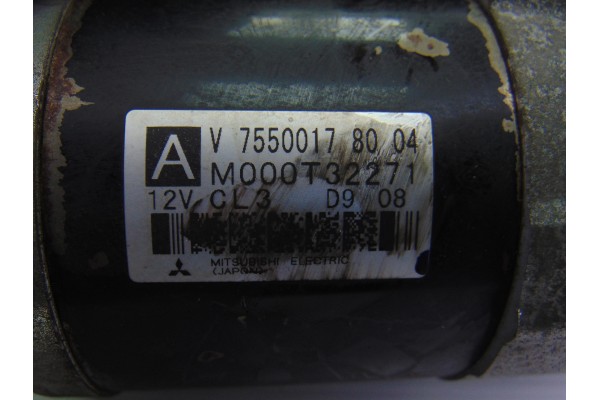 A V 7550017 80 04
M000T32271
12V CL3 D9 08
MITSUBISHI ELECTRIC
(JAPAN)